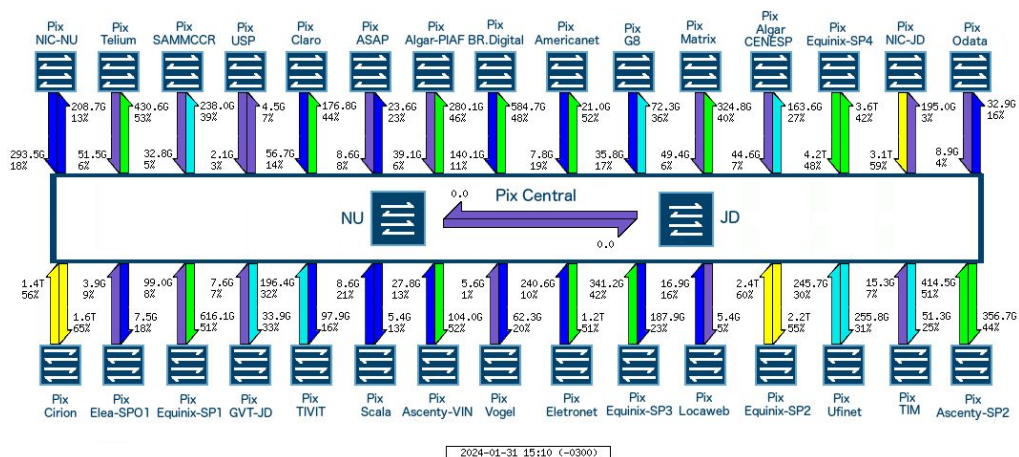 Pix
NIC-NU
Pix
Telium
Pix
SAMMCCR
Pix
USP
Pix
Claro
Pix
ASAP
Pix
Algar-PIAF
Pix
BR.Digital
Pix
Americanet
Pix
G8
Pix
Matrix
Pix
Algar
CENESP
Pix
Equinix-SP4
Pix
NIC-JD
Pix
Odata
208.7G
13%
430.6G
53%
238.0G
39%
4.5G
7%
176.8G
44%
23.6G
23%
280.1G
46%
584.7G
48%
21.0G
52%
72.3G
36%
324.8G
40%
163.6G
27%
3.6T
42%
195.0G
3%
32.9G
16%
293.5G
18%
51.5G
6%
32.8G
5%
2.1G
3%
56.7G
14%
8.6G
8%
39.1G
6%
140.1G
11%
7.8G
19%
35.8G
17%
49.4G
6%
44.6G
7%
4.2T
48%
3.1T
59%
8.9G
4%
0.0
Pix Central
NU
JD
0.0
1.4T
56%
3.9G
9%
99.0G
8%
7.6G
7%
196.4G
32%
8.6G
21%
27.8G
13%
5.6G
1%
240.6G
10%
341.2G
42%
16.9G
16%
2.4T
60%
245.7G
30%
15.3G
7%
414.5G
51%
1.6T
65%
7.5G
18%
616.1G
51%
33.9G
33%
97.9G
16%
5.4G
13%
104.0G
52%
62.3G
20%
1.2T
51%
187.9G
23%
5.4G
5%
2.2T
55%
255.8G
31%
51.3G
25%
356.7G
44%
Pix
Cirion
Pix
Elea-SPO1
Pix
Equinix-SP1
Pix
GVT-JD
Pix
TIVIT
Pix
Scala
Pix
Ascenty-VIN
Pix
Vogel
Pix
Eletronet
Pix
Equinix-SP3
Pix
Locaweb
Pix
Equinix-SP2
Pix
Ufinet
Pix
TIM
Pix
Ascenty-SP2
2024-01-31 15:10 (-0300)